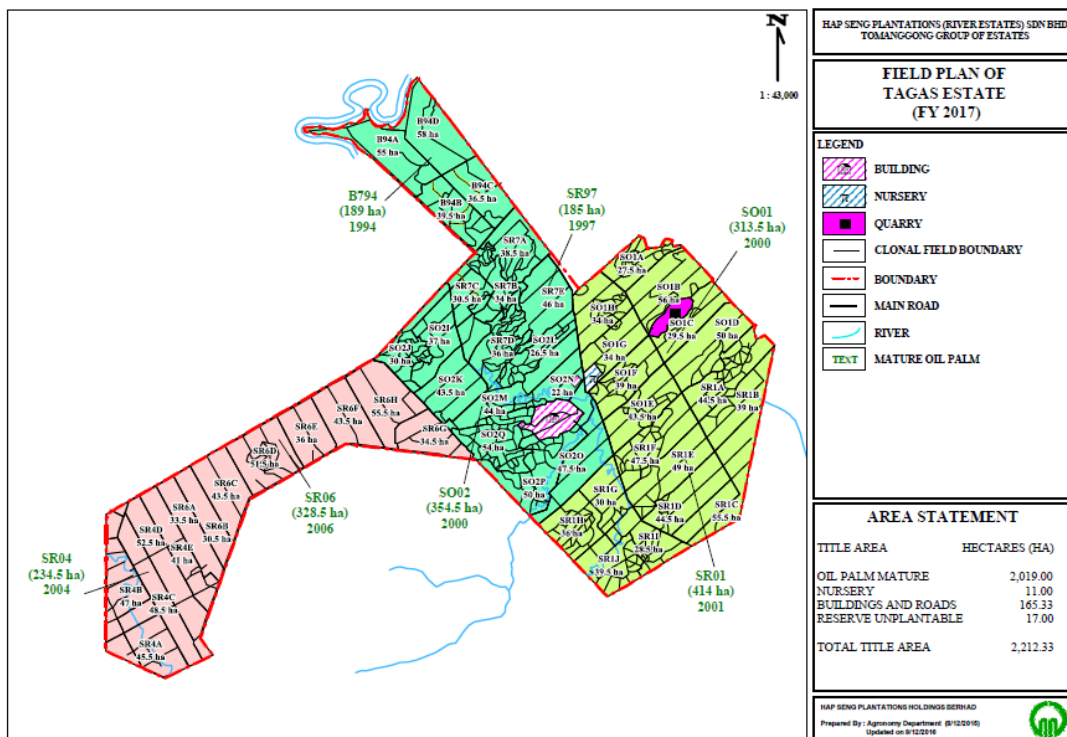 HAP SENG PLANTATIONS (RIVER ESTATES) SDN BHD
TOMANGGONG GROUP OF ESTATES
FIELD PLAN OF
TAGAS ESTATE
(FY 2017)
N
1 : 43,000
LEGEND
BUILDING
NURSERY
QUARRY
CLONAL FIELD BOUNDARY
BOUNDARY
MAIN ROAD
RIVER
TEXT MATURE OIL PALM
AREA STATEMENT
TITLE AREA HECTARES (HA)
OIL PALM MATURE 2,019.00
NURSERY 11.00
BUILDINGS AND ROADS 165.33
RESERVE UNPLANTABLE 17.00
TOTAL TITLE AREA 2,212.33
HAP SENG PLANTATIONS HOLDINGS BERHAD
Prepared By : Agronomy Department (8/12/2016)
Updated on 9/12/2016
B794
(189 ha)
1994
SR97
(185 ha)
1997
SO01
(313.5 ha)
2000
SO02
(354.5 ha)
2000
SR06
(328.5 ha)
2006
SR04
(234.5 ha)
2004
SR01
(414 ha)
2001
B94D
58 ha
B94A
55 ha
B94C
36.5 ha
B94B
39.5 ha
SR7A
38.5 ha
SR7C
30.5 ha
SR7B
34 ha
SR7E
46 ha
SO2I
37 ha
SO2J
30 ha
SR7D
36 ha
SO2L
26.5 ha
SO2K
43.5 ha
SO2N
22 ha
SO2M
44 ha
SO2Q
54 ha
SO2O
47.5 ha
SO2P
50 ha
SO1A
27.5 ha
SO1B
56 ha
SO1H
34 ha
SO1C
29.5 ha
SO1D
50 ha
SO1G
34 ha
SO1F
39 ha
SO1E
43.5 ha
SR1A
44.5 ha
SR1B
39 ha
SR1F
47.5 ha
SR1E
49 ha
SR1G
30 ha
SR1D
44.5 ha
SR1C
55.5 ha
SR1H
36 ha
SR1I
28.5 ha
SR1J
39.5 ha
SR6H
55.5 ha
SR6F
43.5 ha
SR6E
36 ha
SR6G
34.5 ha
SR6D
51.5 ha
SR6C
43.5 ha
SR6A
33.5 ha
SR6B
30.5 ha
SR4D
52.5 ha
SR4E
41 ha
SR4B
47 ha
SR4C
48.5 ha
SR4A
45.5 ha